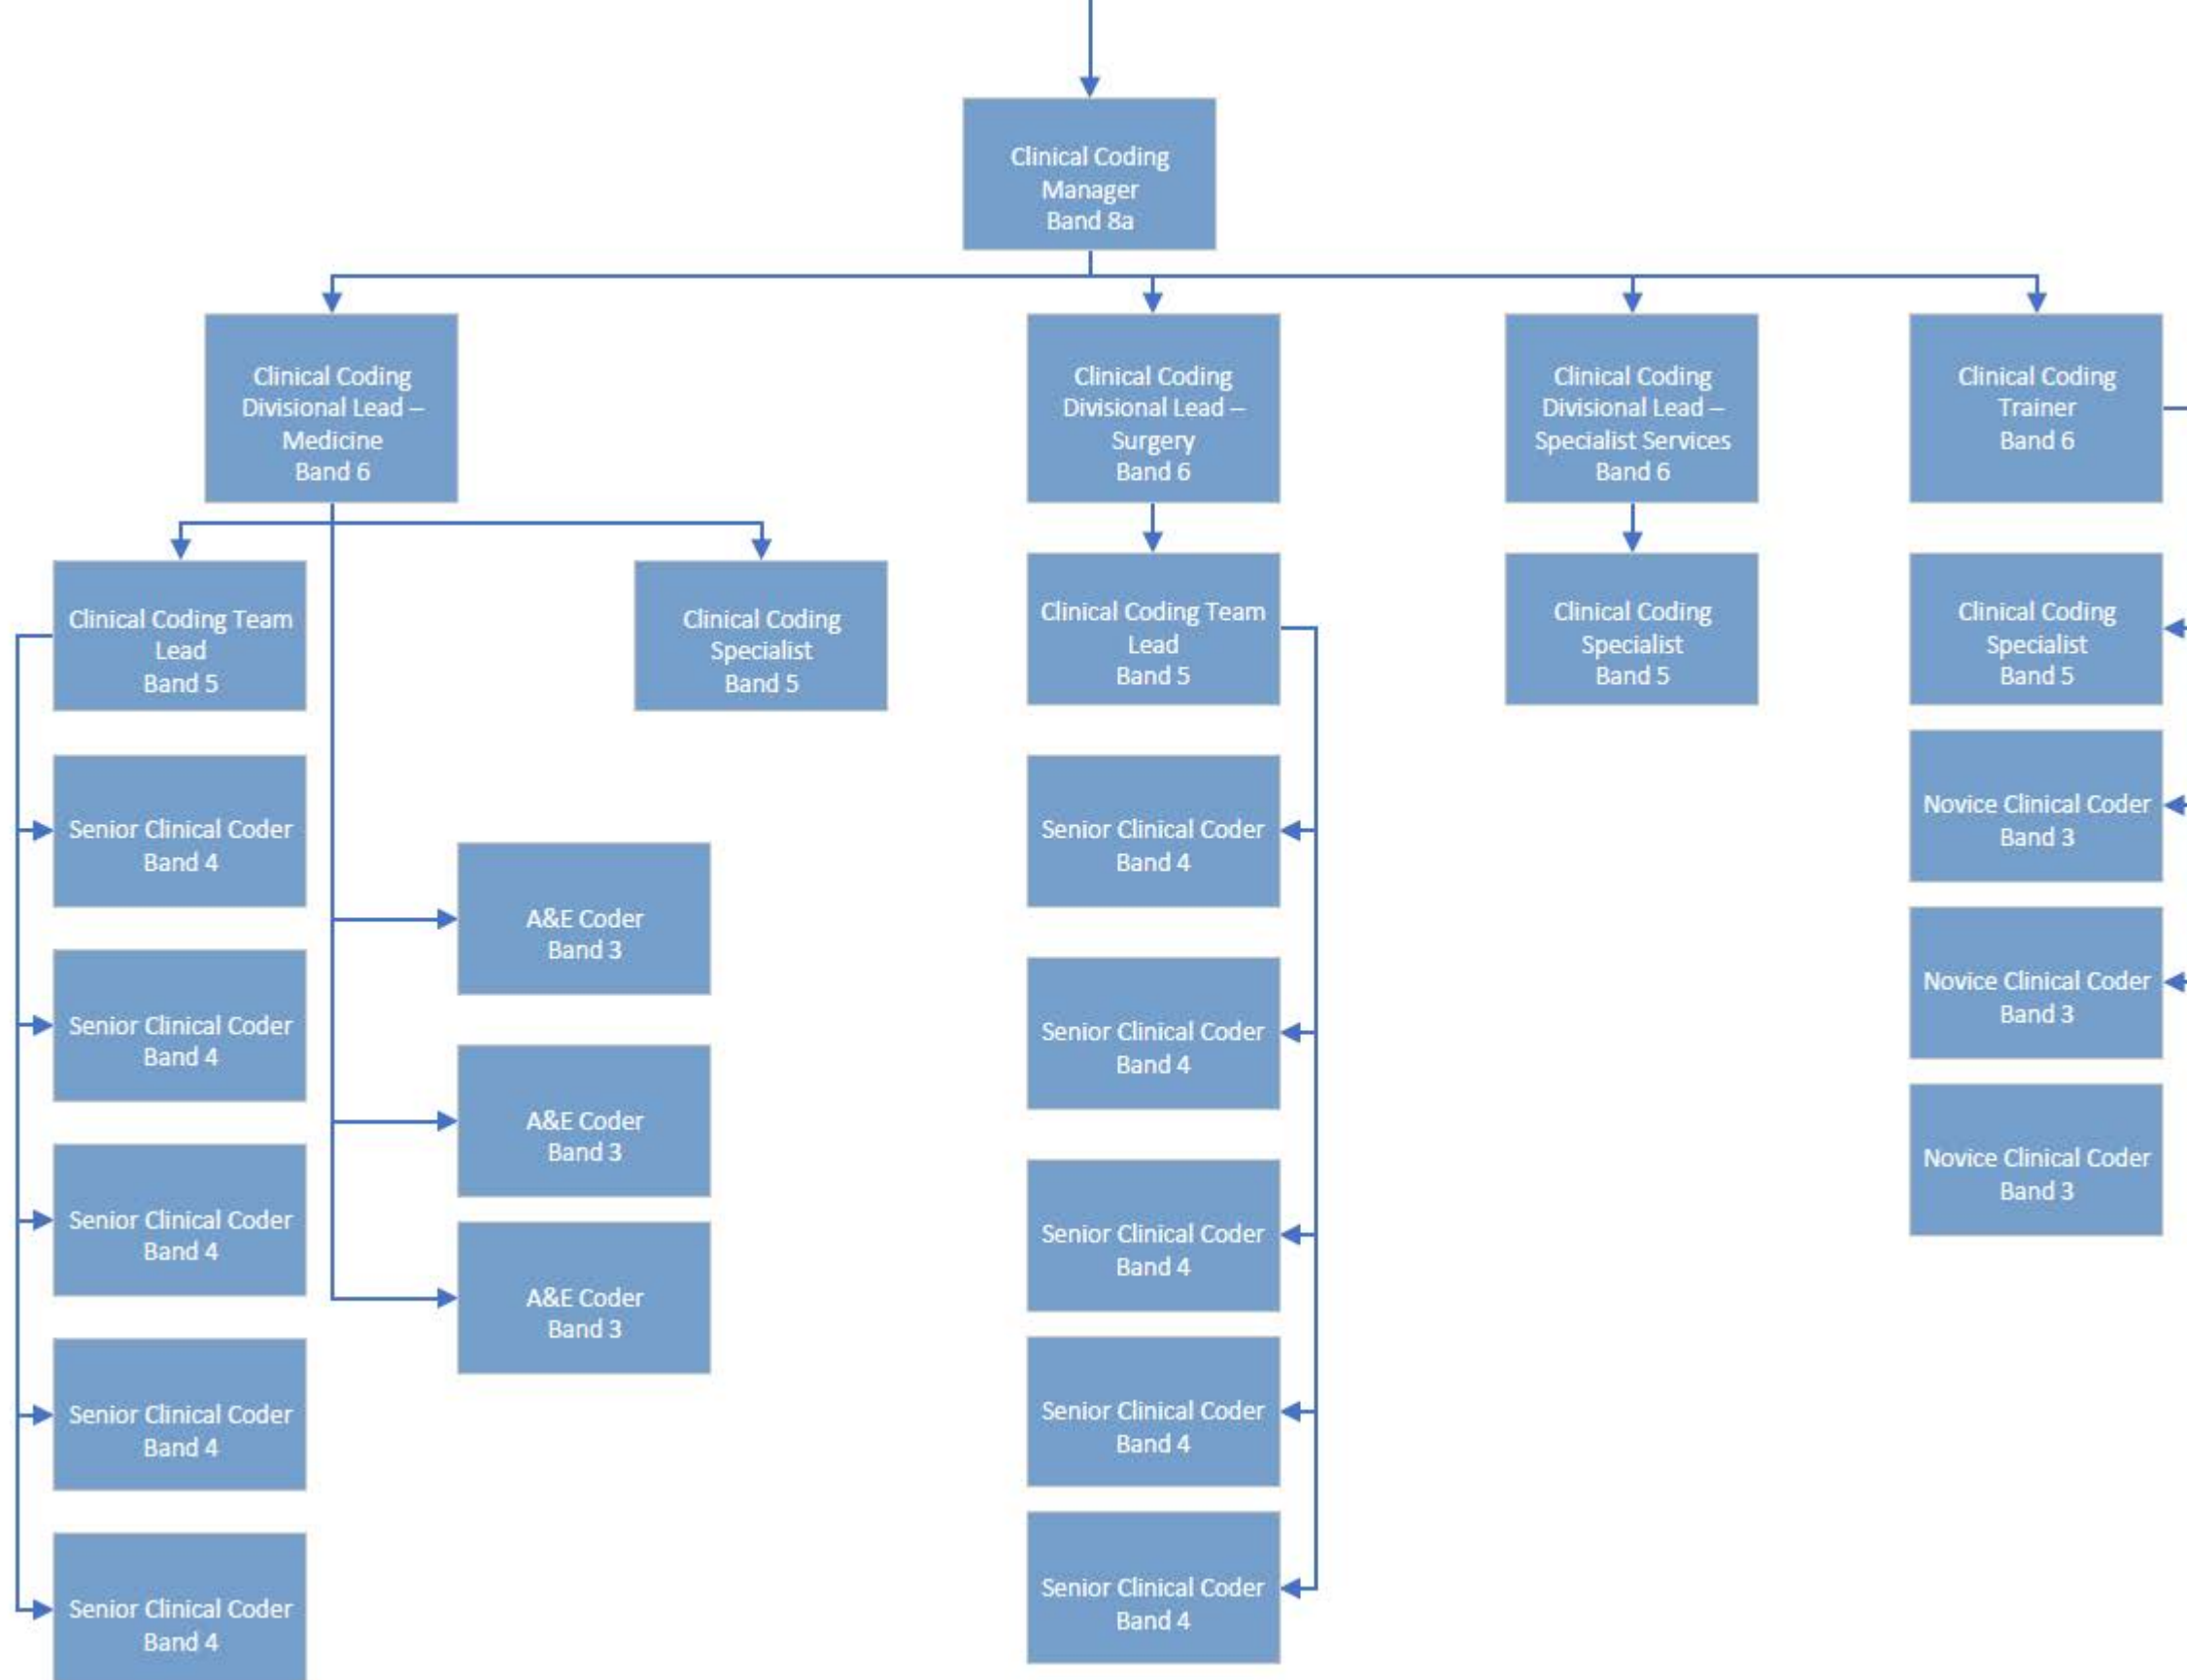 Clinical Coding
Manager
Band 8a
Clinical Coding
Divisional Lead –
Medicine
Band 6
Clinical Coding
Divisional Lead –
Surgery
Band 6
Clinical Coding
Divisional Lead –
Specialist Services
Band 6
Clinical Coding
Trainer
Band 6
Clinical Coding Team
Lead
Band 5
Clinical Coding
Specialist
Band 5
Clinical Coding Team
Lead
Band 5
Clinical Coding
Specialist
Band 5
Clinical Coding
Specialist
Band 5
Senior Clinical Coder
Band 4
Senior Clinical Coder
Band 4
Senior Clinical Coder
Band 4
Senior Clinical Coder
Band 4
Senior Clinical Coder
Band 4
A&E Coder
Band 3
A&E Coder
Band 3
A&E Coder
Band 3
Senior Clinical Coder
Band 4
Senior Clinical Coder
Band 4
Senior Clinical Coder
Band 4
Senior Clinical Coder
Band 4
Senior Clinical Coder
Band 4
Novice Clinical Coder
Band 3
Novice Clinical Coder
Band 3
Novice Clinical Coder
Band 3